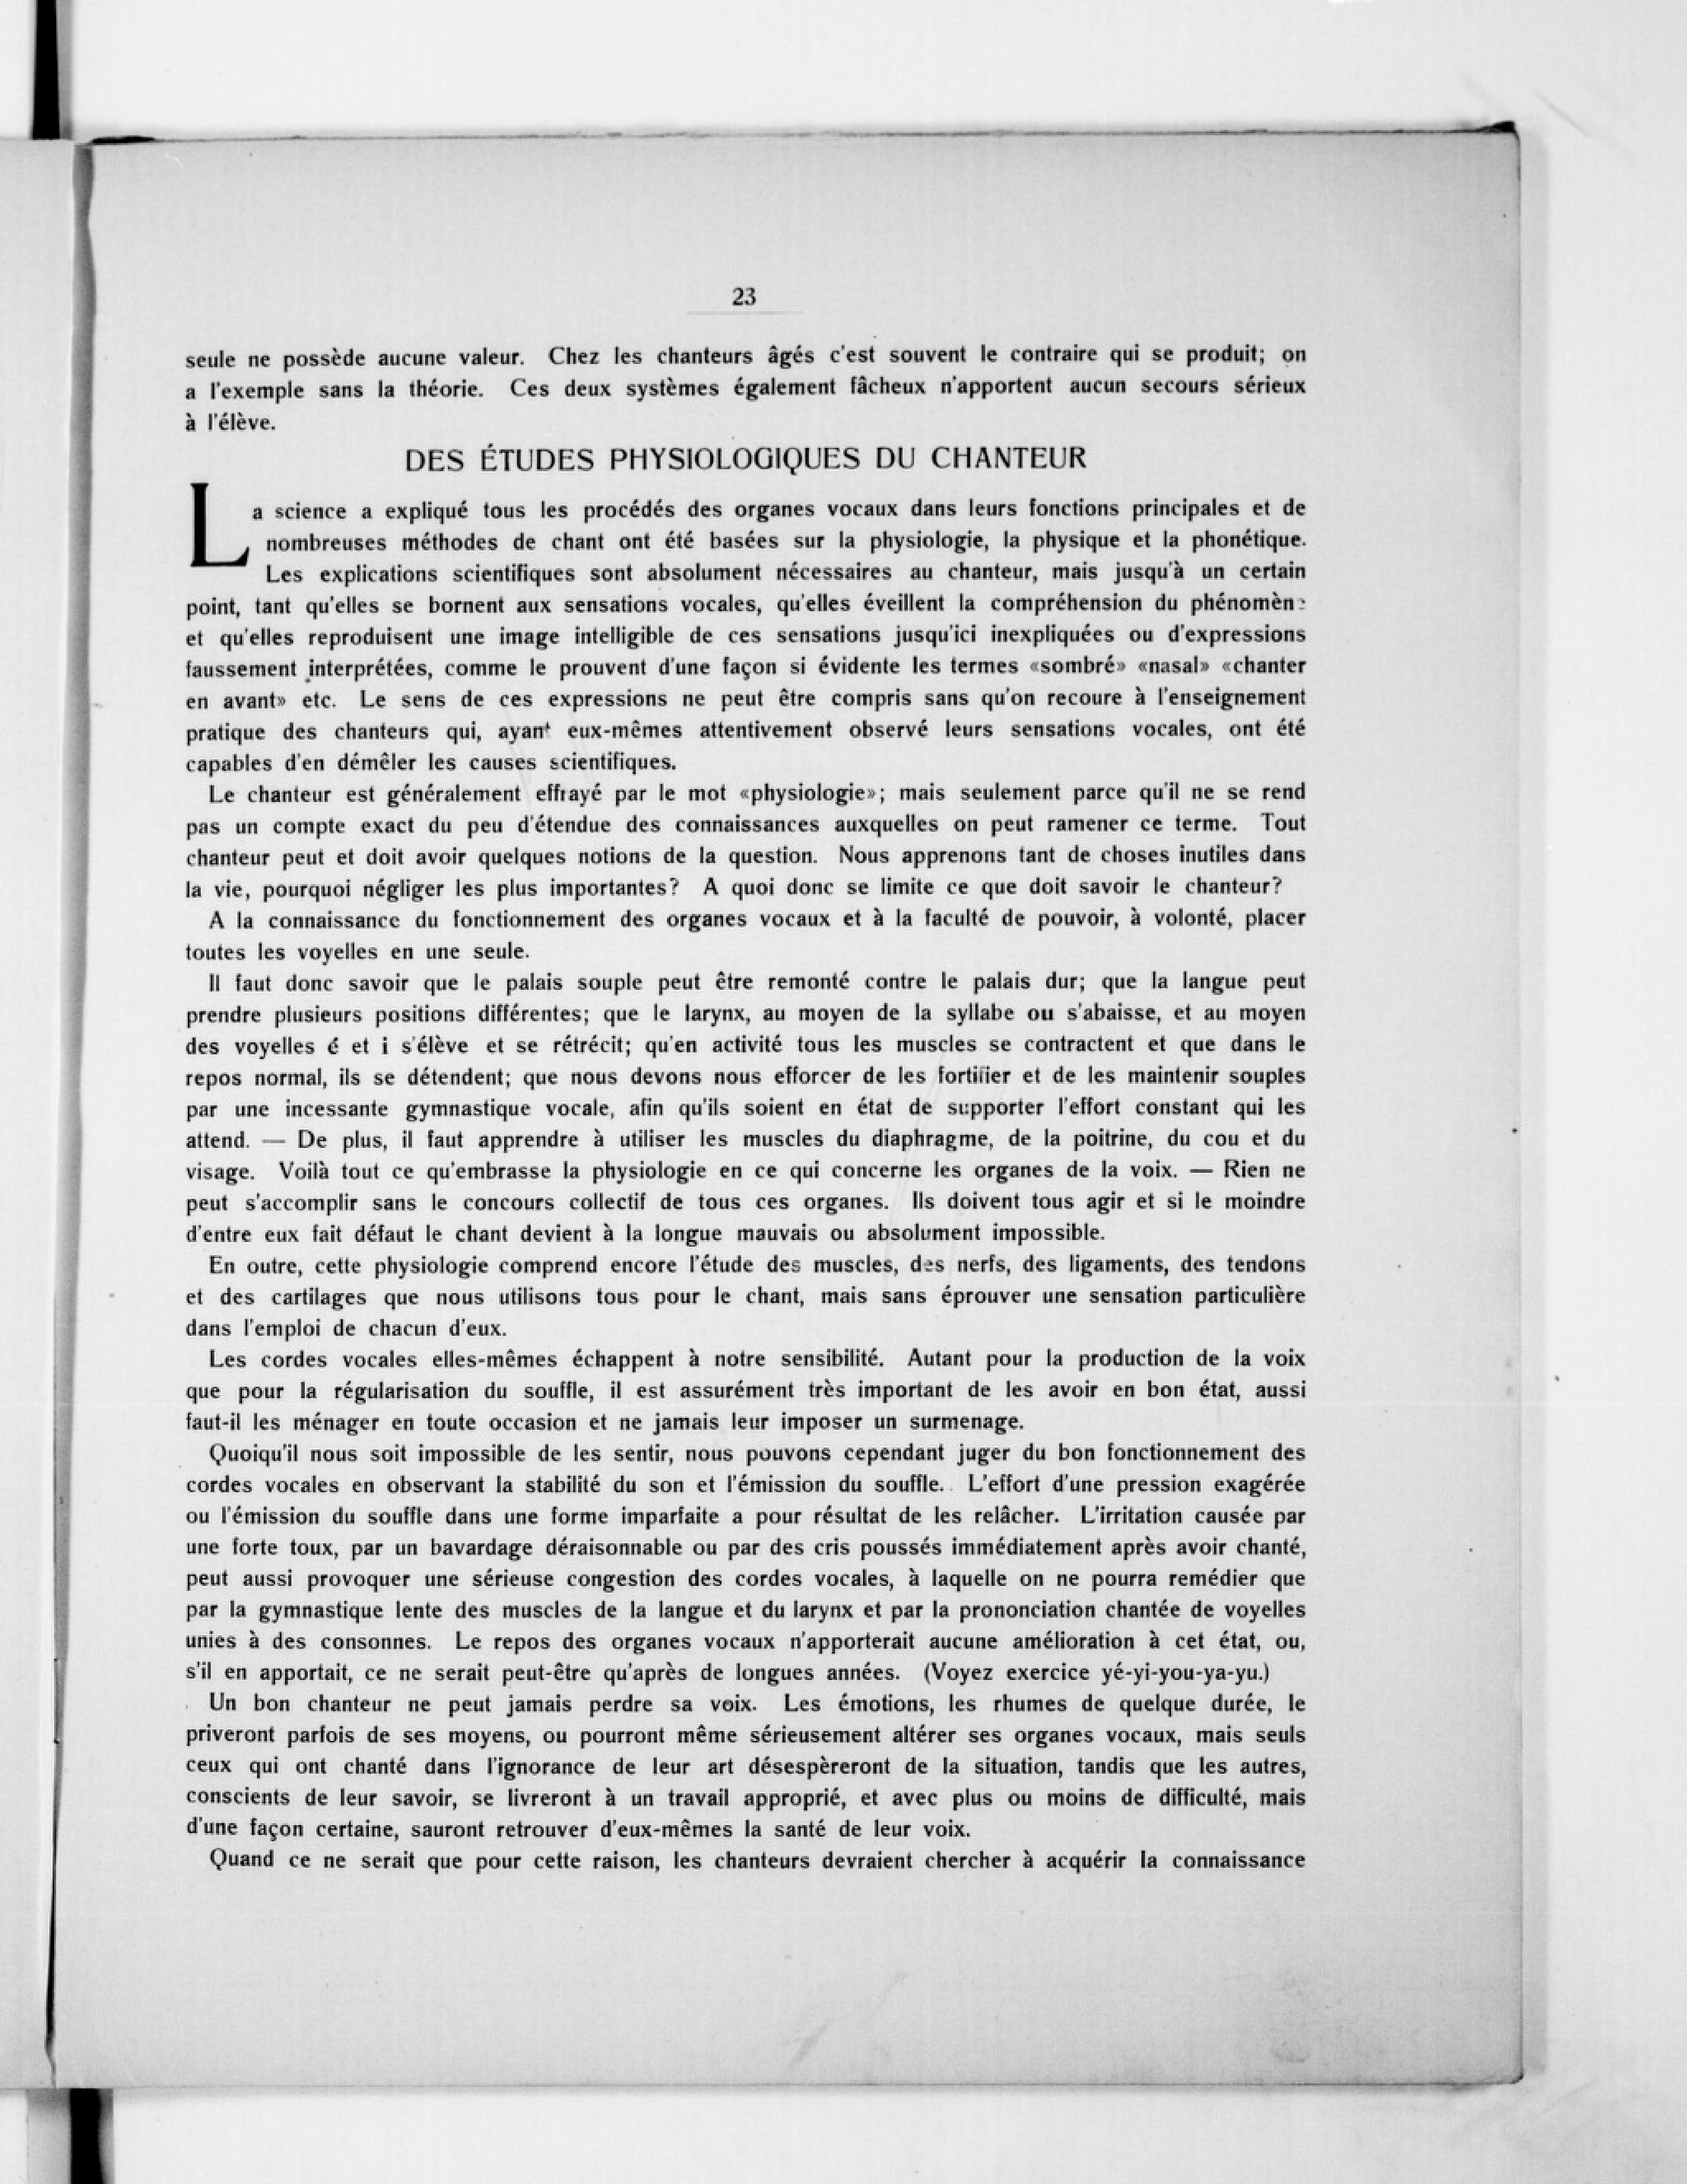 23
seule ne possède aucune valeur. Chez les chanteurs âgés c'est souvent le contraire qui se produit; on
a l'exemple sans la théorie. Ces deux systèmes également fâcheux n'apportent aucun secours sérieux
à l'élève.
DES ÉTUDES PHYSIOLOGIQUES DU CHANTEUR
La science a expliqué tous les procédés des organes vocaux dans leurs fonctions principales et de
nombreuses méthodes de chant ont été basées sur la physiologie, la physique et la phonétique.
Les explications scientifiques sont absolument nécessaires au chanteur, mais jusqu'à un certain
point, tant qu'elles se bornent aux sensations vocales, qu'elles éveillent la compréhension du phénomène
et qu'elles reproduisent une image intelligible de ces sensations jusqu'ici inexpliquées ou d'expressions
faussement interprétées, comme le prouvent d'une façon si évidente les termes «sombré» «nasal» «chanter
en avant» etc. Le sens de ces expressions ne peut être compris sans qu'on recoure à l'enseignement
pratique des chanteurs qui, ayant eux-mêmes attentivement observé leurs sensations vocales, ont été
capables d'en démêler les causes scientifiques.
Le chanteur est généralement effrayé par le mot «physiologie»; mais seulement parce qu'il ne se rend
pas un compte exact du peu d'étendue des connaissances auxquelles on peut ramener ce terme. Tout
chanteur peut et doit avoir quelques notions de la question. Nous apprenons tant de choses inutiles dans
la vie, pourquoi négliger les plus importantes? A quoi donc se limite ce que doit savoir le chanteur?
A la connaissance du fonctionnement des organes vocaux et à la faculté de pouvoir, à volonté, placer
toutes les voyelles en une seule.
Il faut donc savoir que le palais souple peut être remonté contre le palais dur; que la langue peut
prendre plusieurs positions différentes; que le larynx, au moyen de la syllabe ou s'abaisse, et au moyen
des voyelles é et i s'élève et se rétrécit; qu'en activité tous les muscles se contractent et que dans le
repos normal, ils se détendent; que nous devons nous efforcer de les fortifier et de les maintenir souples
par une incessante gymnastique vocale, afin qu'ils soient en état de supporter l'effort constant qui les
attend. — De plus, il faut apprendre à utiliser les muscles du diaphragme, de la poitrine, du cou et du
visage. Voilà tout ce qu'embrasse la physiologie en ce qui concerne les organes de la voix. — Rien ne
peut s'accomplir sans le concours collectif de tous ces organes. Ils doivent tous agir et si le moindre
d'entre eux fait défaut le chant devient à la longue mauvais ou absolument impossible.
En outre, cette physiologie comprend encore l'étude des muscles, des nerfs, des ligaments, des tendons
et des cartilages que nous utilisons tous pour le chant, mais sans éprouver une sensation particulière
dans l'emploi de chacun d'eux.
Les cordes vocales elles-mêmes échappent à notre sensibilité. Autant pour la production de la voix
que pour la régularisation du souffle, il est assurément très important de les avoir en bon état, aussi
faut-il les ménager en toute occasion et ne jamais leur imposer un surmenage.
Quoiqu'il nous soit impossible de les sentir, nous pouvons cependant juger du bon fonctionnement des
cordes vocales en observant la stabilité du son et l'émission du souffle. L'effort d'une pression exagérée
ou l'émission du souffle dans une forme imparfaite a pour résultat de les relâcher. L'irritation causée par
une forte toux, par un bavardage déraisonnable ou par des cris poussés immédiatement après avoir chanté,
peut aussi provoquer une sérieuse congestion des cordes vocales, à laquelle on ne pourra remédier que
par la gymnastique lente des muscles de la langue et du larynx et par la prononciation chantée de voyelles
unies à des consonnes. Le repos des organes vocaux n'apporterait aucune amélioration à cet état, ou,
s'il en apportait, ce ne serait peut-être qu'après de longues années. (Voyez exercice yé-yi-you-ya-yu.)
Un bon chanteur ne peut jamais perdre sa voix. Les émotions, les rhumes de quelque durée, le
priveront parfois de ses moyens, ou pourront même sérieusement altérer ses organes vocaux, mais seuls
ceux qui ont chanté dans l'ignorance de leur art désespèreront de la situation, tandis que les autres,
conscients de leur savoir, se livreront à un travail approprié, et avec plus ou moins de difficulté, mais
d'une façon certaine, sauront retrouver d'eux-mêmes la santé de leur voix.
Quand ce ne serait que pour cette raison, les chanteurs devraient chercher à acquérir la connaissance